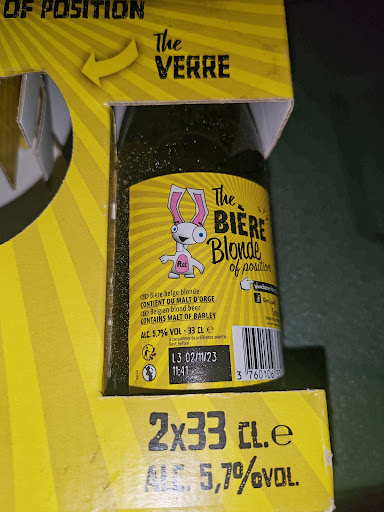 OF POSITION
The
VERRE
The
BIÈRE
Blonde
of position
Bière belge blonde
CONTIENT DU MALT D'ORGE
Belgian blond beer
CONTAINS MALT OF BARLEY
ALC. 5,7% VOL - 33 CL e
L3 02/11/23
11:41
3 760106
2x33 CL.e
ALC. 5,7%VOL.